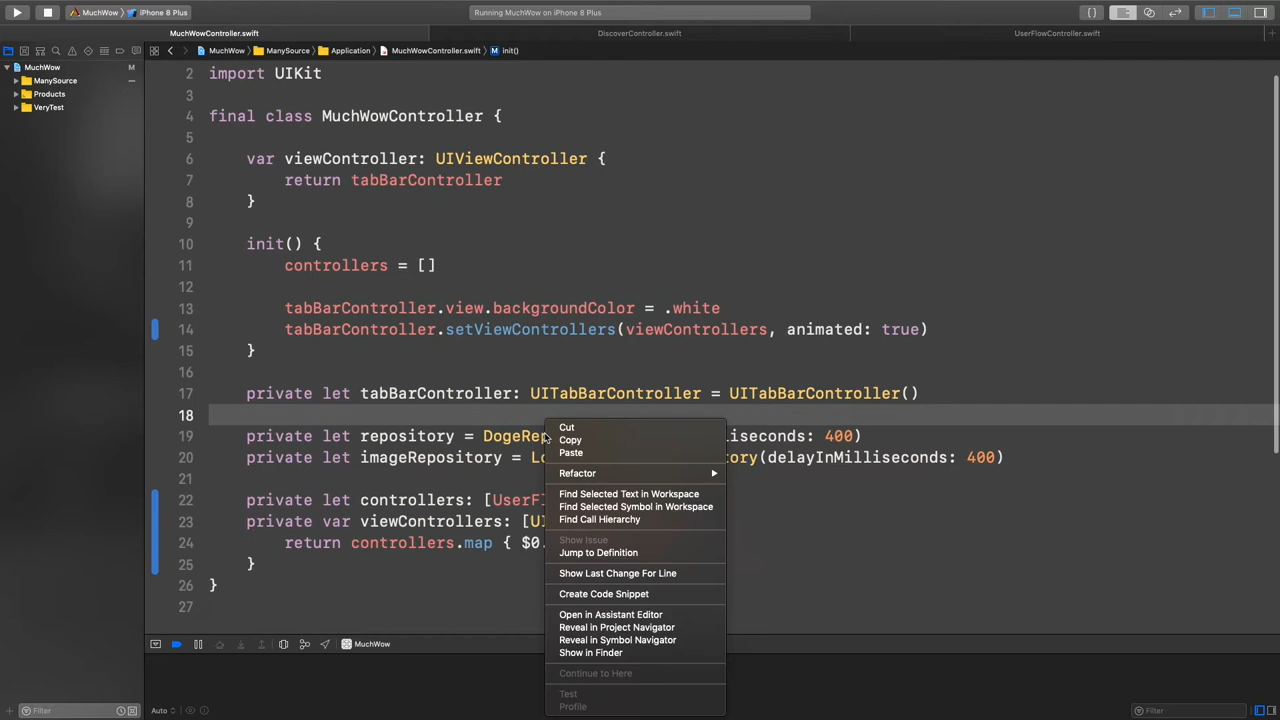 MuchWow
iPhone 8 Plus
Running MuchWow on iPhone 8 Plus
MuchWowController.swift
DiscoverController.swift
UserFlowController.swift
MuchWow
ManySource
Application
MuchWowController.swift
M
init()
MuchWow
M
ManySource
Products
VeryTest
2 import UIKit
3
4 final class MuchWowController {
5
6 var viewController: UIViewController {
7 return tabBarController
8 }
9
10 init() {
11 controllers = []
12
13 tabBarController.view.backgroundColor = .white
14 tabBarController.setViewControllers(viewControllers, animated: true)
15 }
16
17 private let tabBarController: UITabBarController = UITabBarController()
18
19 private let repository = DogeRep lliseconds: 400)
20 private let imageRepository = Lo ory(delayInMilliseconds: 400)
21
22 private let controllers: [UserFl
23 private var viewControllers: [UI
24 return controllers.map { $0.
25 }
26 }
27
Cut
Copy
Paste
Refactor
Find Selected Text in Workspace
Find Selected Symbol in Workspace
Find Call Hierarchy
Show Issue
Jump to Definition
Show Last Change For Line
Create Code Snippet
Open in Assistant Editor
Reveal in Project Navigator
Reveal in Symbol Navigator
Show in Finder
Continue to Here
Test
Profile
MuchWow
Filter
Auto
Filter